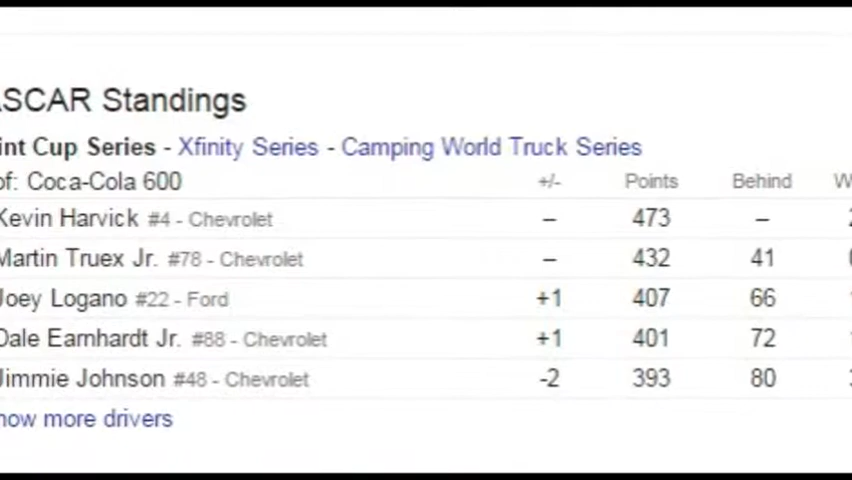 ASCAR Standings
int Cup Series - Xfinity Series - Camping World Truck Series
of: Coca-Cola 600 +/- Points Behind W
Kevin Harvick #4 - Chevrolet – 473 –
Martin Truex Jr. #78 - Chevrolet – 432 41
Joey Logano #22 - Ford +1 407 66
Dale Earnhardt Jr. #88 - Chevrolet +1 401 72
Jimmie Johnson #48 - Chevrolet -2 393 80
how more drivers